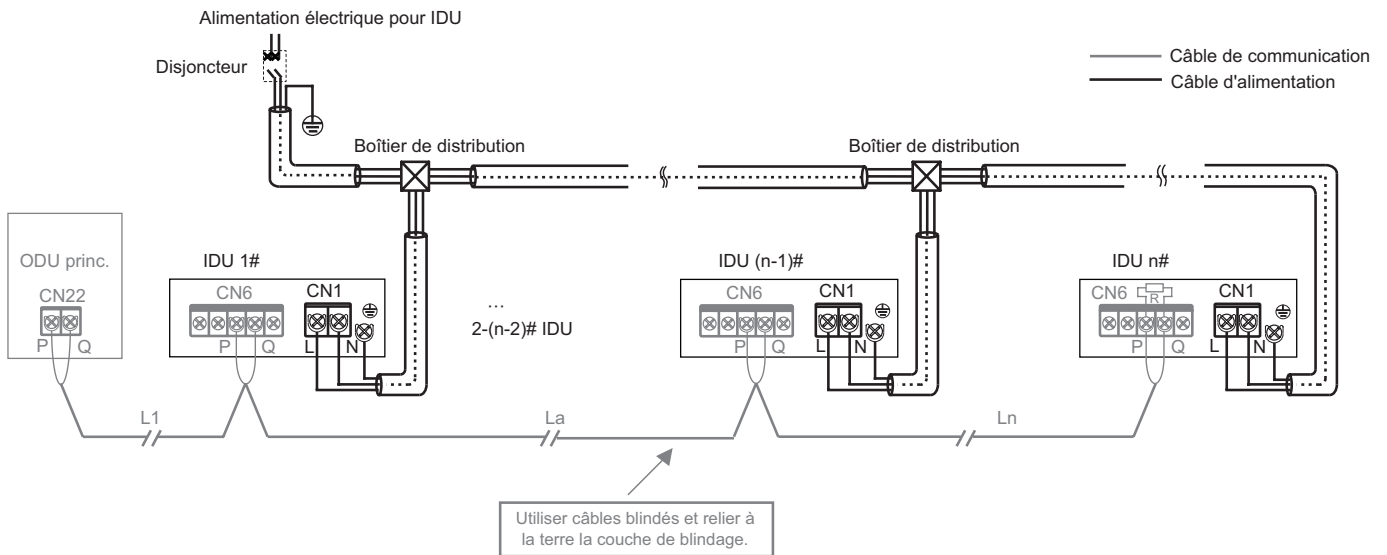 Alimentation électrique pour IDU
Disjoncteur
Câble de communication
Câble d'alimentation
Boîtier de distribution
Boîtier de distribution
ODU princ.
CN22
P Q
IDU 1#
CN6
CN1
P Q
L N
...
2-(n-2)# IDU
IDU (n-1)#
CN6
CN1
P Q
L N
IDU n#
CN6
R
CN1
P Q
L N
L1
La
Ln
Utiliser câbles blindés et relier à
la terre la couche de blindage.